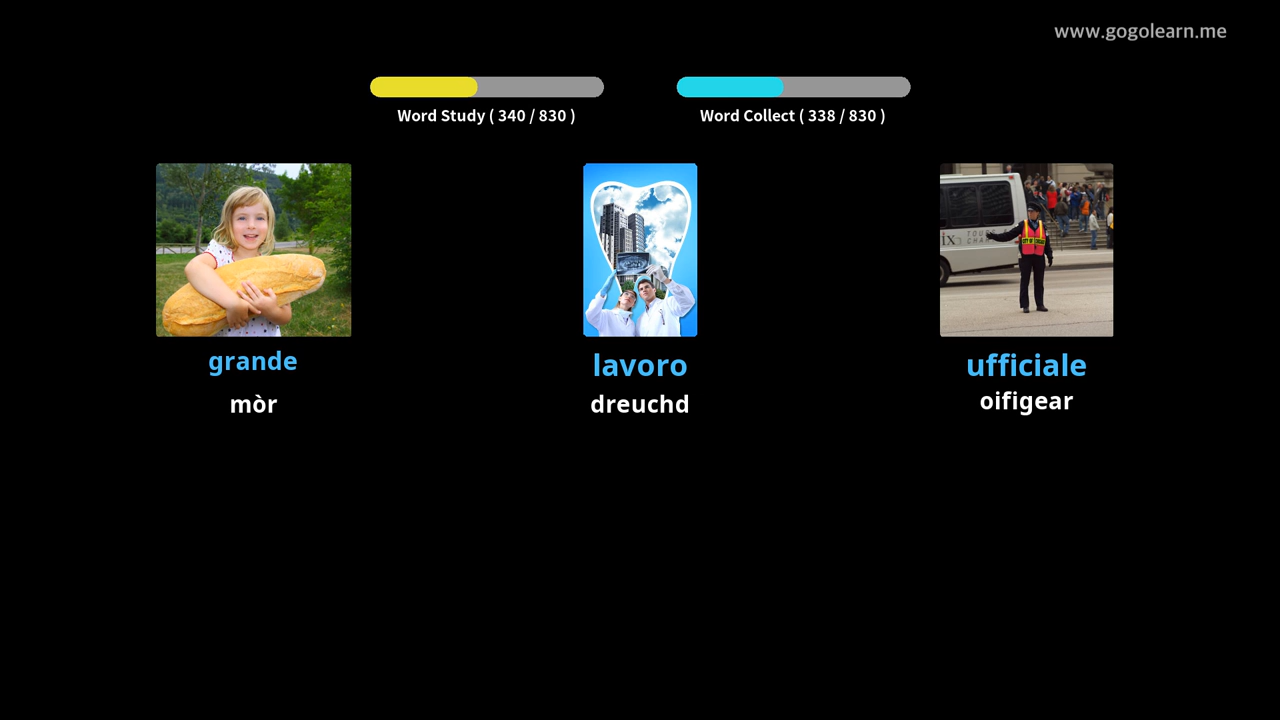 www.gogolearn.me
Word Study ( 340 / 830 )
Word Collect ( 338 / 830 )
grande
lavoro
ufficiale
mòr
dreuchd
oifigear